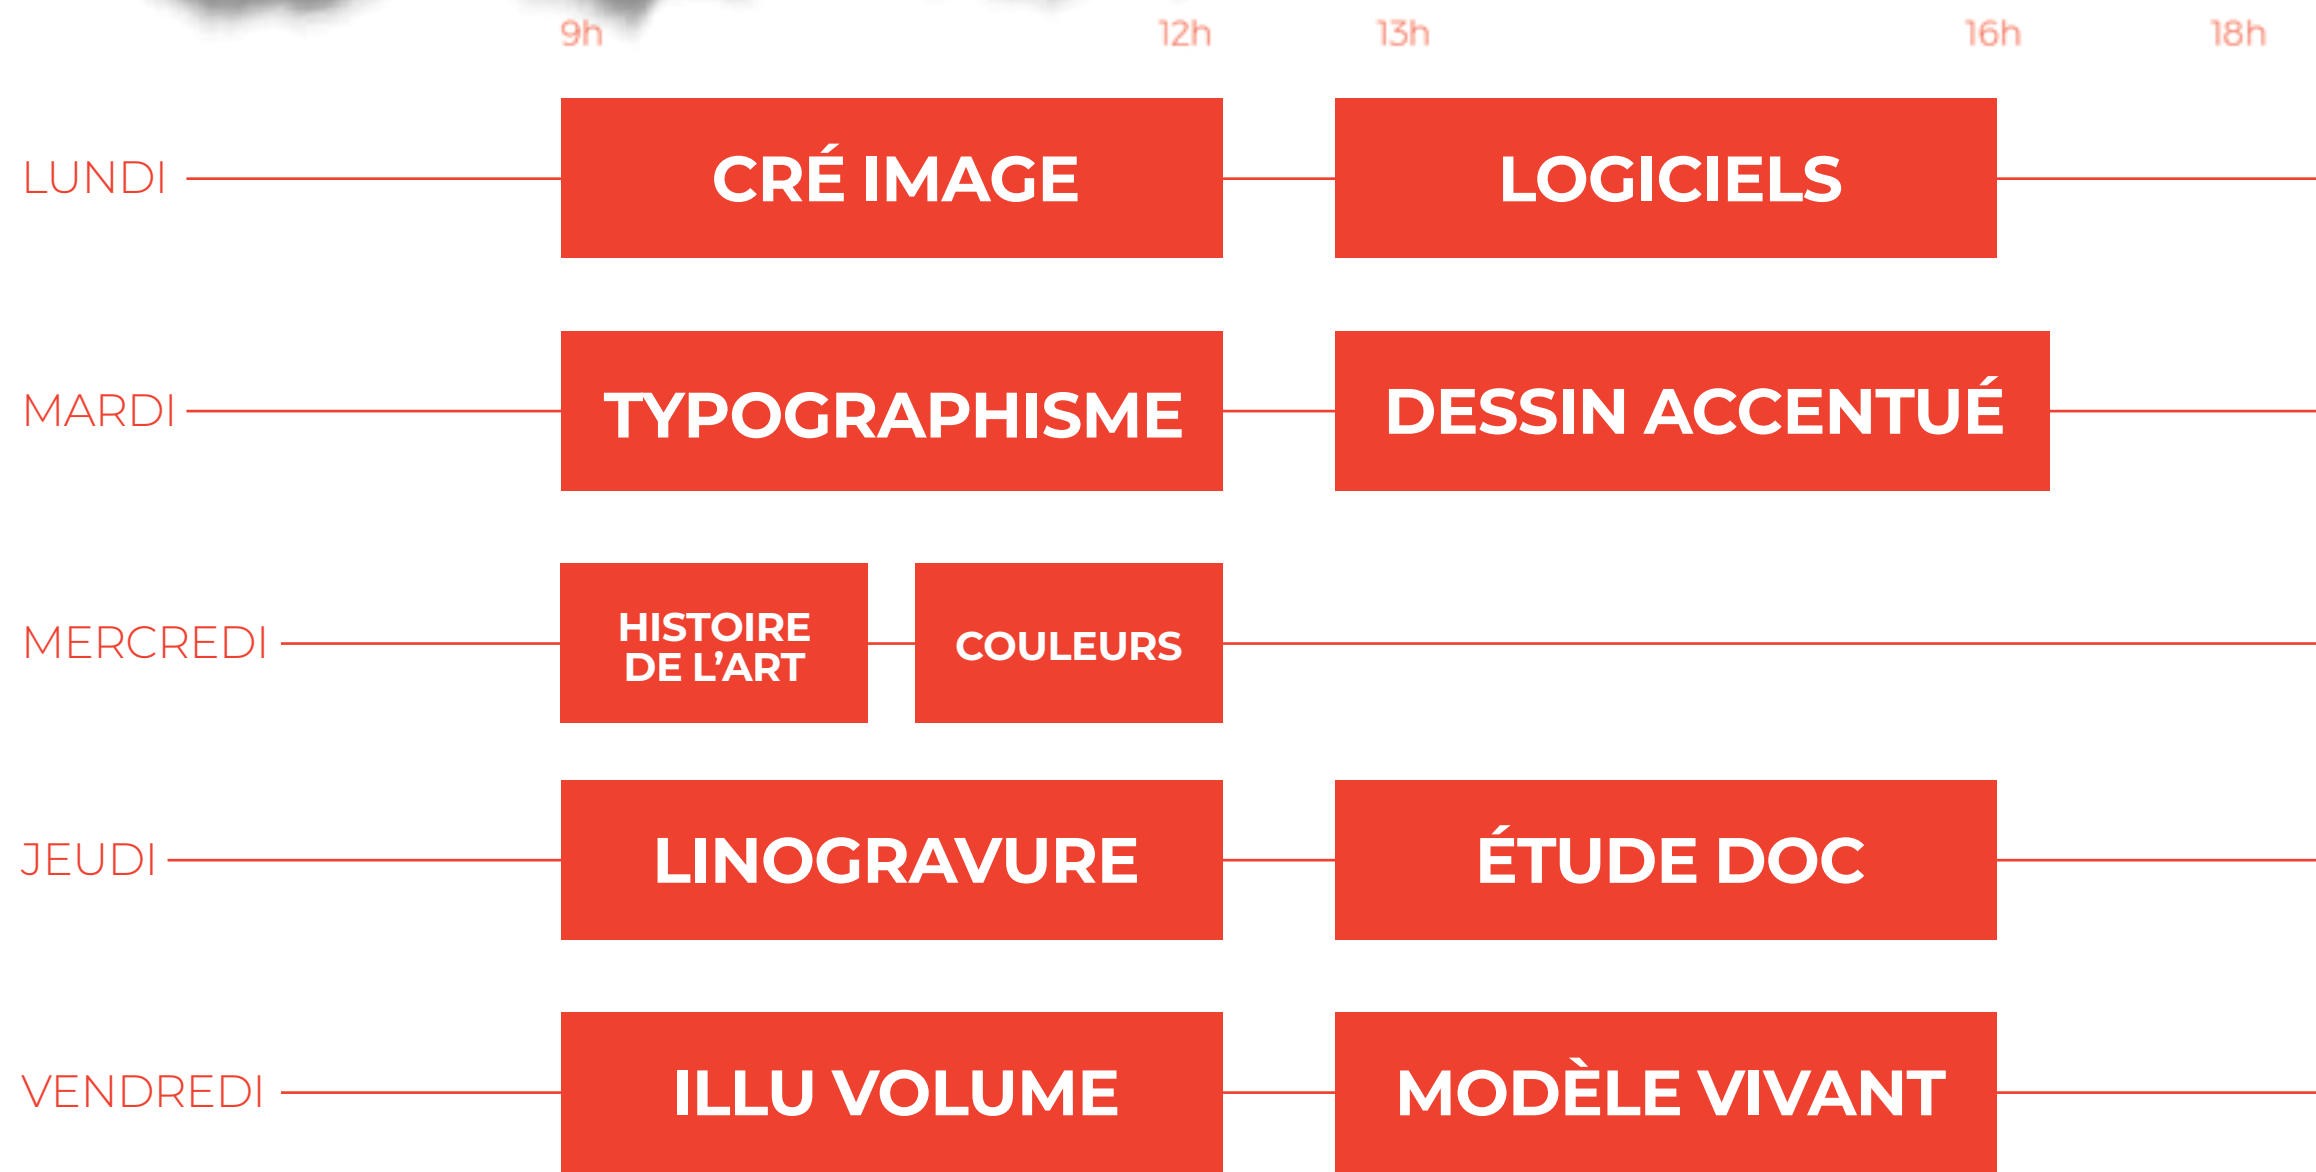 9h 12h 13h 16h 18h
LUNDI CRÉ IMAGE LOGICIELS
MARDI TYPOGRAPHISME DESSIN ACCENTUÉ
MERCREDI
HISTOIRE
DE L’ART
COULEURS
JEUDI LINOGRAVURE ÉTUDE DOC
VENDREDI ILLU VOLUME MODÈLE VIVANT